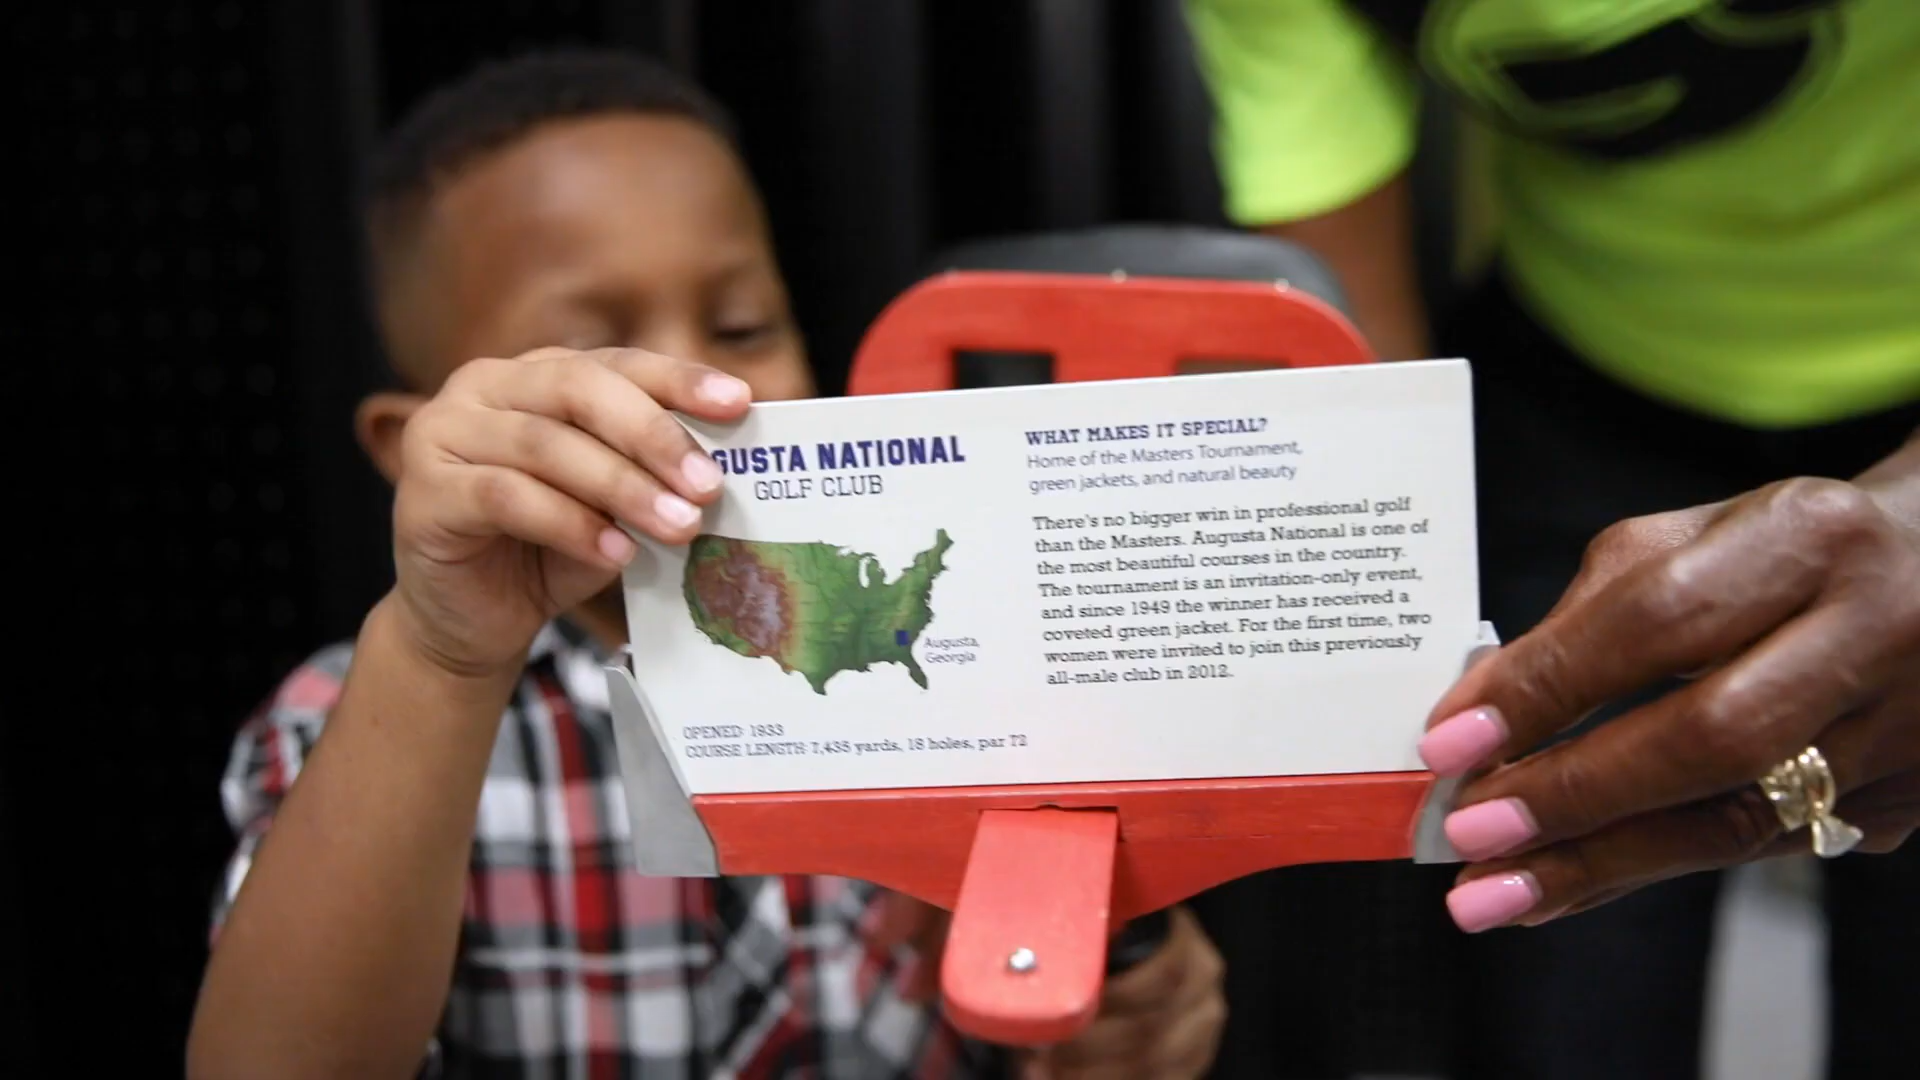 GUSTA NATIONAL
GOLF CLUB
Augusta,
Georgia
OPENED: 1933
COURSE LENGTH: 7,435 yards, 18 holes, par 72
WHAT MAKES IT SPECIAL?
Home of the Masters Tournament,
green jackets, and natural beauty
There's no bigger win in professional golf
than the Masters. Augusta National is one of
the most beautiful courses in the country.
The tournament is an invitation-only event,
and since 1949 the winner has received a
coveted green jacket. For the first time, two
women were invited to join this previously
all-male club in 2012.